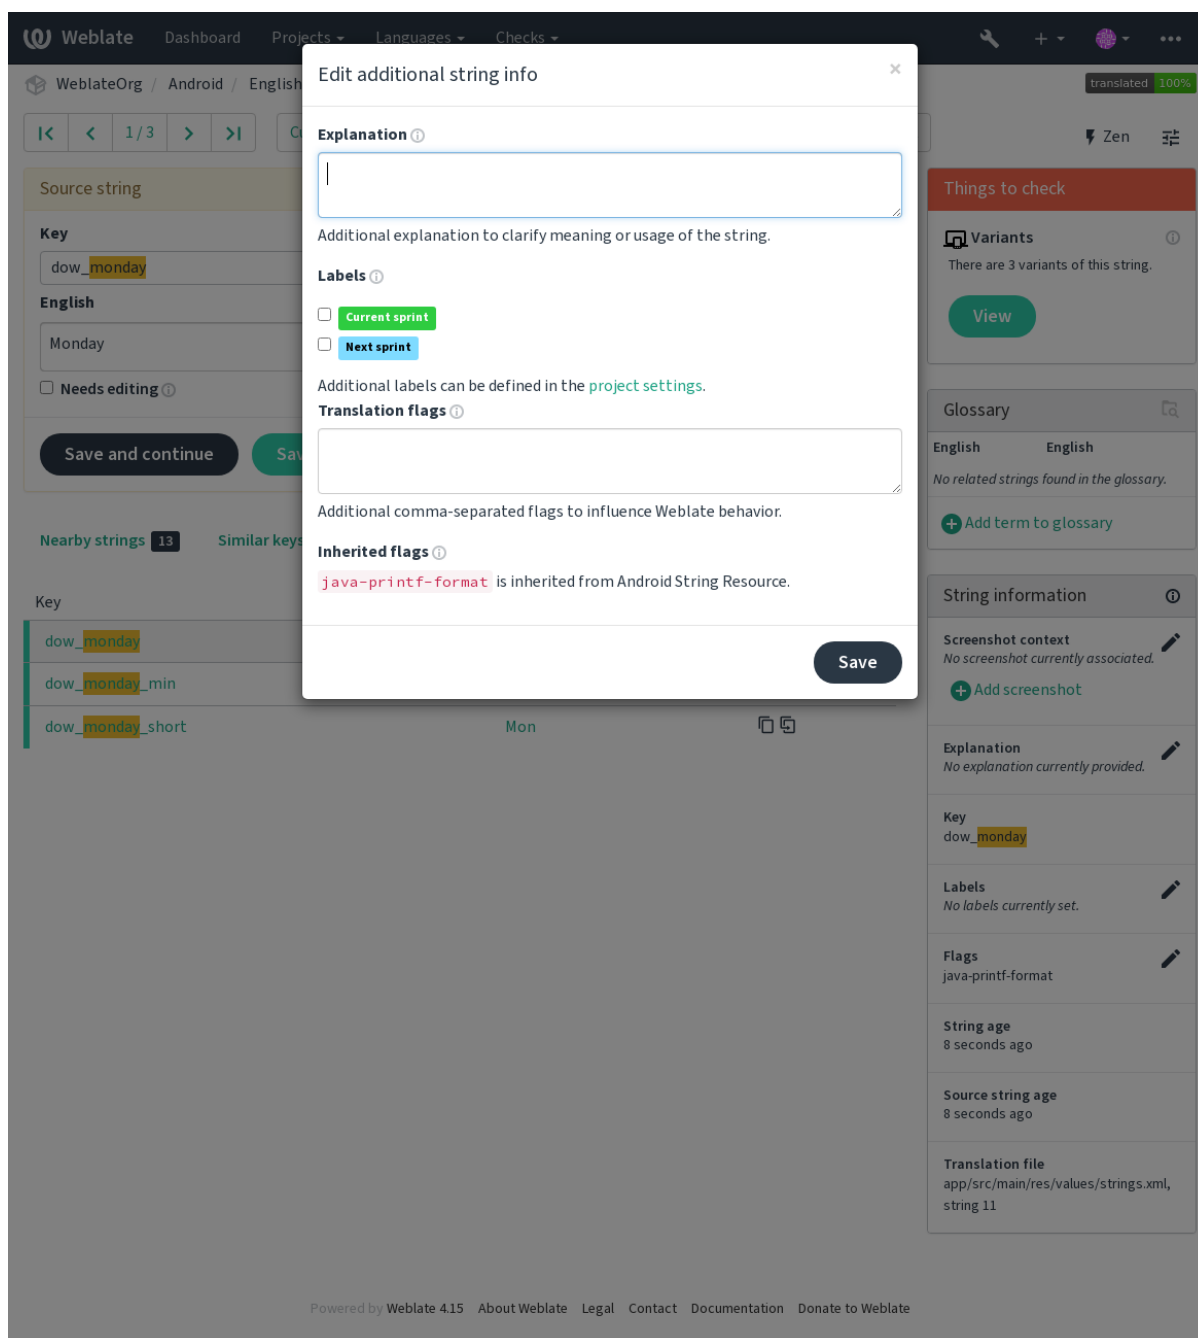 Weblate Dashboard Projects Languages Checks
WeblateOrg / Android / English
translated 100%
1 / 3
Zen
Edit additional string info
×
Explanation
Additional explanation to clarify meaning or usage of the string.
Labels
Current sprint
Next sprint
Additional labels can be defined in the project settings.
Translation flags
Additional comma-separated flags to influence Weblate behavior.
Inherited flags
java-printf-format is inherited from Android String Resource.
Save
Source string
Key
dow_monday
English
Monday
Needs editing
Save and continue
Nearby strings 13 Similar keys
Key
dow_monday
dow_monday_min
dow_monday_short Mon
Things to check
Variants
There are 3 variants of this string.
View
Glossary
English English
No related strings found in the glossary.
Add term to glossary
String information
Screenshot context
No screenshot currently associated.
Add screenshot
Explanation
No explanation currently provided.
Key
dow_monday
Labels
No labels currently set.
Flags
java-printf-format
String age
8 seconds ago
Source string age
8 seconds ago
Translation file
app/src/main/res/values/strings.xml,
string 11
Powered by Weblate 4.15 About Weblate Legal Contact Documentation Donate to Weblate